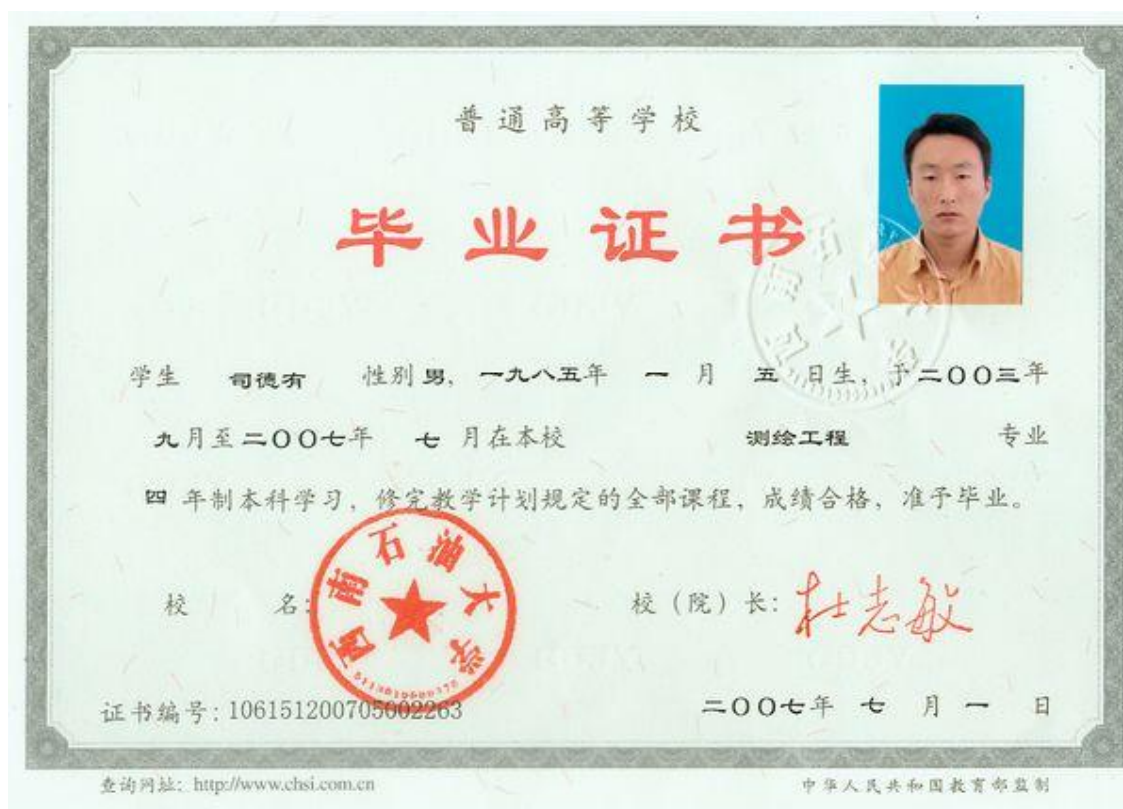 普通高等学校
毕业证书
学生 司德有 性别男，一九八五年 一 月 五 日生，于二〇〇三年
九月至二〇〇七年 七 月在本校 测绘工程 专业
四 年制本科学习，修完教学计划规定的全部课程，成绩合格，准予毕业。
校 名：
西南石油大学
校（院）长：杜志敏
证书编号：106151200705002263
二〇〇七年 七 月 一 日
查询网址：http://www.chsi.com.cn
中华人民共和国教育部监制